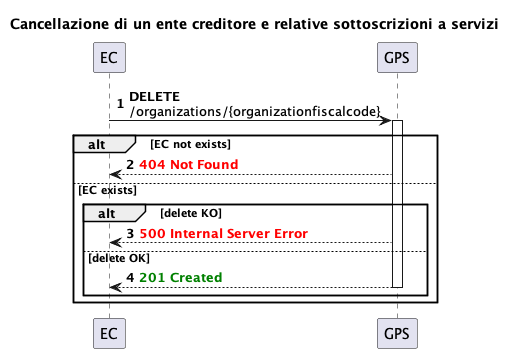 Cancellazione di un ente creditore e relative sottoscrizioni a servizi
EC GPS
1 DELETE
/organizations/{organizationfiscalcode}
alt [EC not exists]
2 404 Not Found
[EC exists]
alt [delete KO]
3 500 Internal Server Error
[delete OK]
4 201 Created
EC GPS